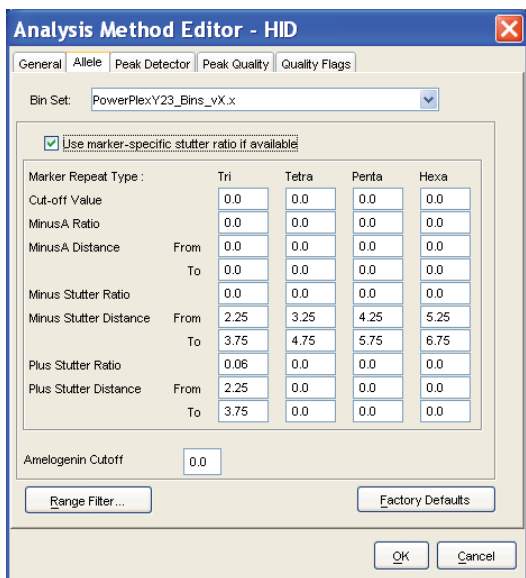 Analysis Method Editor - HID
General Allele Peak Detector Peak Quality Quality Flags
Bin Set: PowerPlexY23_Bins_vX.x
Use marker-specific stutter ratio if available
Marker Repeat Type : Tri Tetra Penta Hexa
Cut-off Value 0.0 0.0 0.0 0.0
MinusA Ratio 0.0 0.0 0.0 0.0
MinusA Distance From 0.0 0.0 0.0 0.0
To 0.0 0.0 0.0 0.0
Minus Stutter Ratio 0.0 0.0 0.0 0.0
Minus Stutter Distance From 2.25 3.25 4.25 5.25
To 3.75 4.75 5.75 6.75
Plus Stutter Ratio 0.06 0.0 0.0 0.0
Plus Stutter Distance From 2.25 0.0 0.0 0.0
To 3.75 0.0 0.0 0.0
Amelogenin Cutoff 0.0
Range Filter... Factory Defaults
OK Cancel